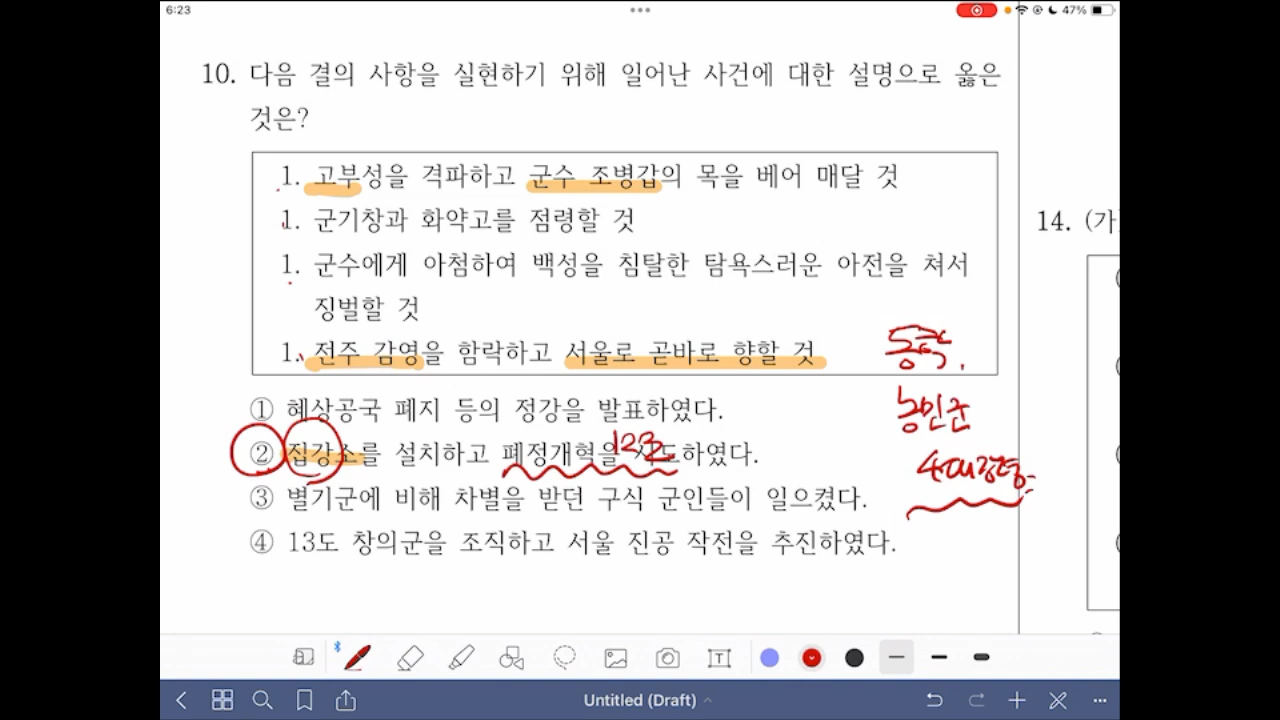 6:23
47%
10. 다음 결의 사항을 실현하기 위해 일어난 사건에 대한 설명으로 옳은
것은?
1. 고부성을 격파하고 군수 조병갑의 목을 베어 매달 것
1. 군기창과 화약고를 점령할 것
1. 군수에게 아첨하여 백성을 침탈한 탐욕스러운 아전을 쳐서
징벌할 것
1. 전주 감영을 함락하고 서울로 곧바로 향할 것
동학.
농민군
4대강령
① 혜상공국 폐지 등의 정강을 발표하였다.
② 집강소를 설치하고 폐정개혁을 시도하였다.
③ 별기군에 비해 차별을 받던 구식 군인들이 일으켰다.
④ 13도 창의군을 조직하고 서울 진공 작전을 추진하였다.
14. (가
T
Untitled (Draft)